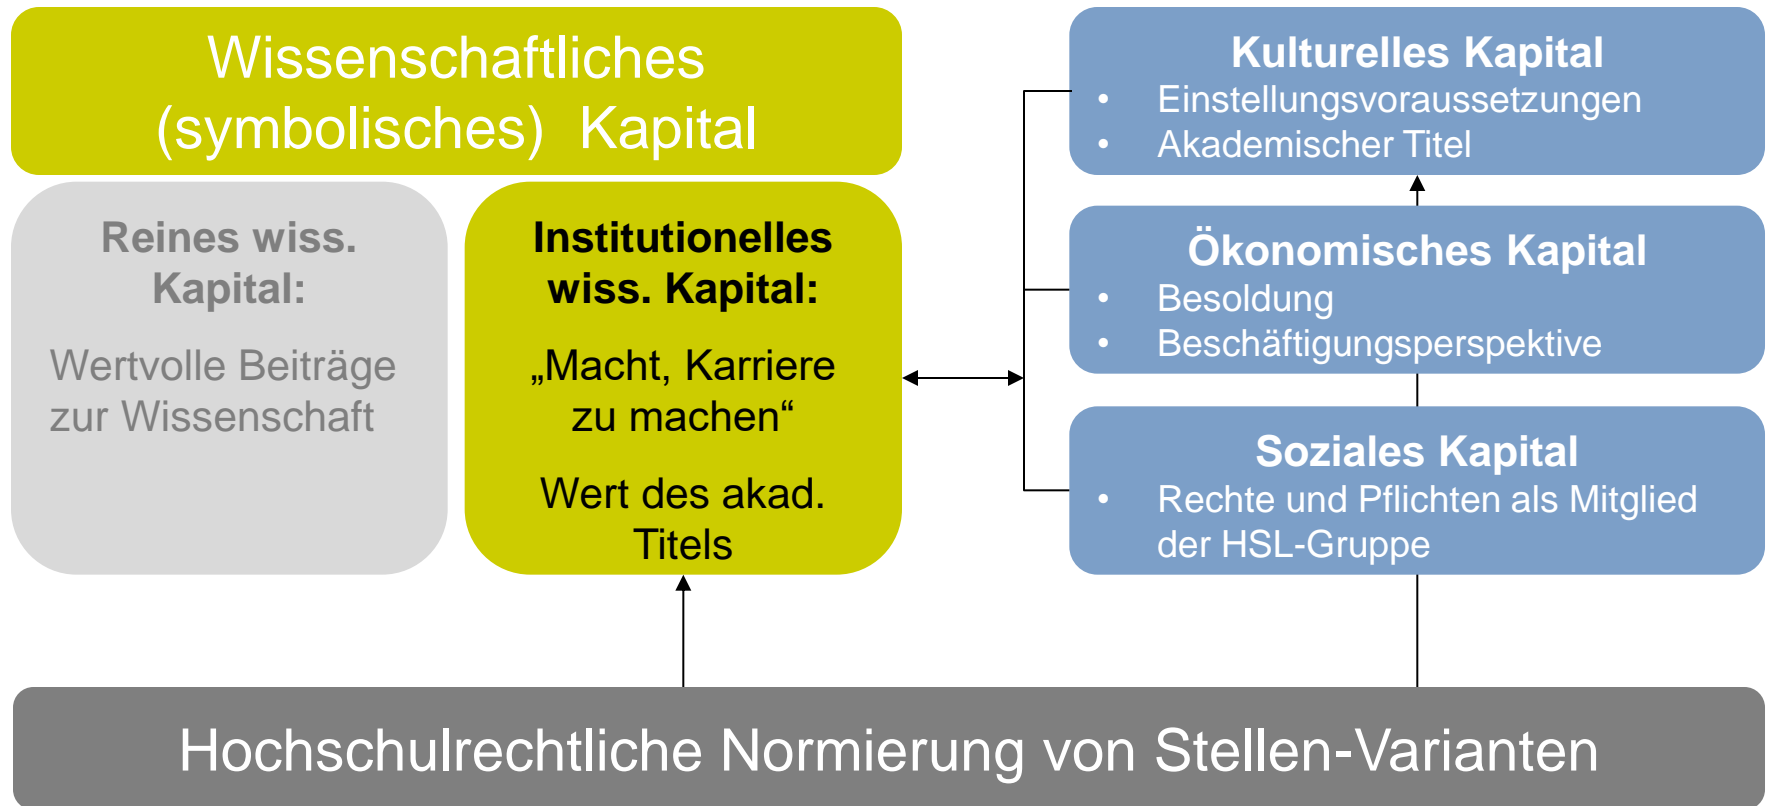 Wissenschaftliches
(symbolisches) Kapital
Reines wiss.
Kapital:
Wertvolle Beiträge
zur Wissenschaft
Institutionelles
wiss. Kapital:
„Macht, Karriere
zu machen“
Wert des akad.
Titels
Kulturelles Kapital
• Einstellungsvoraussetzungen
• Akademischer Titel
Ökonomisches Kapital
• Besoldung
• Beschäftigungsperspektive
Soziales Kapital
• Rechte und Pflichten als Mitglied
der HSL-Gruppe
Hochschulrechtliche Normierung von Stellen-Varianten